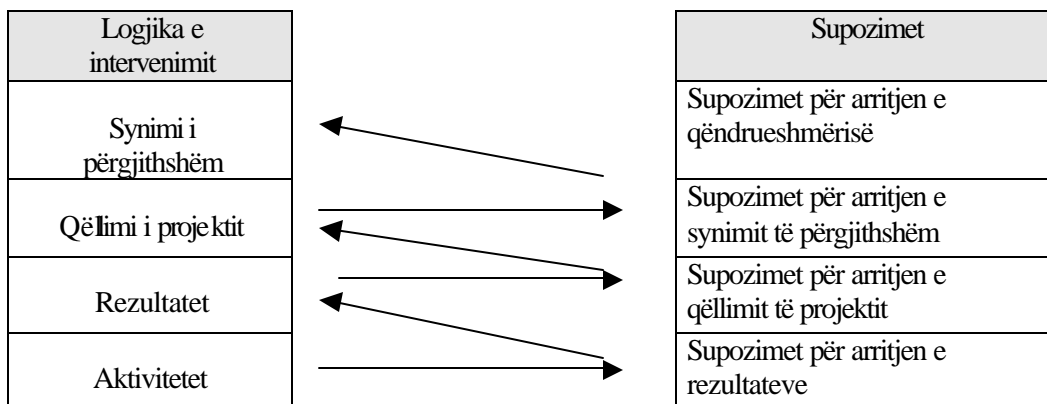 Logjika e
intervenimit
Synimi i
përgjithshëm
Qëllimi i projektit
Rezultatet
Aktivitetet
Supozimet
Supozimet për arritjen e
qëndrueshmërisë
Supozimet për arritjen e
synimit të përgjithshëm
Supozimet për arritjen e
qëllimit të projektit
Supozimet për arritjen e
rezultateve